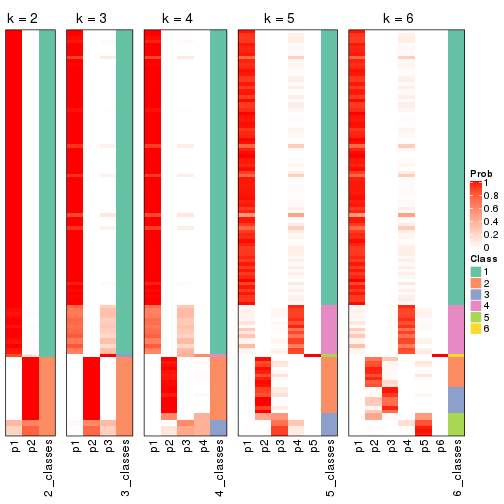 k = 2
k = 3
k = 4
k = 5
k = 6
Prob
1
0.8
0.6
0.4
0.2
0
Class
1
2
3
4
5
6
p1
p2
2_classes
p1
p2
p3
3_classes
p1
p2
p3
p4
4_classes
p1
p2
p3
p4
p5
5_classes
p1
p2
p3
p4
p5
p6
6_classes